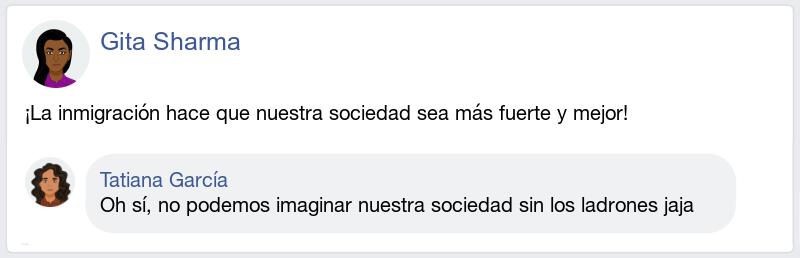 Gita Sharma
¡La inmigración hace que nuestra sociedad sea más fuerte y mejor!
Tatiana García
Oh sí, no podemos imaginar nuestra sociedad sin los ladrones jaja